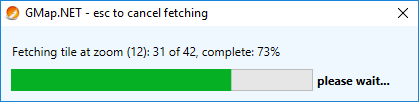 GMap.NET - esc to cancel fetching
Fetching tile at zoom (12): 31 of 42, complete: 73%
please wait...